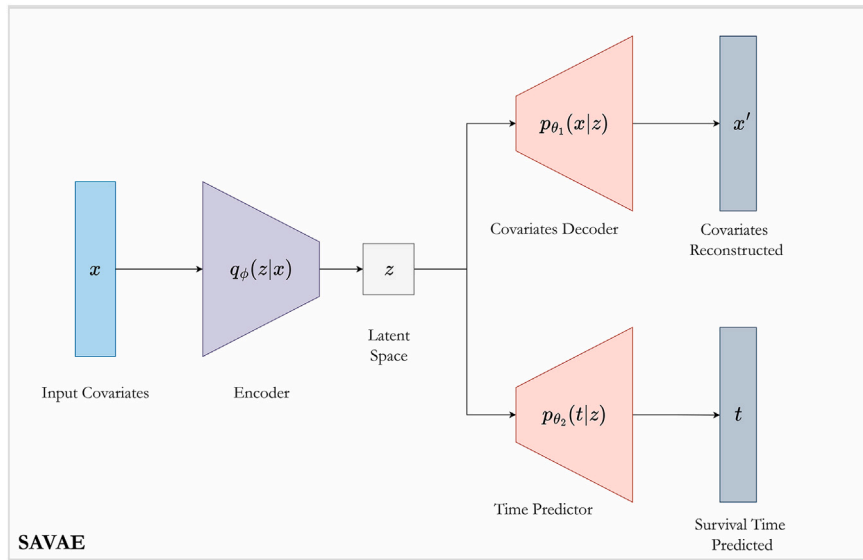 x
Input Covariates
qϕ(z|x)
Encoder
z
Latent
Space
pθ₁(x|z)
Covariates Decoder
x′
Covariates
Reconstructed
pθ₂(t|z)
Time Predictor
t
Survival Time
Predicted
SAVAE